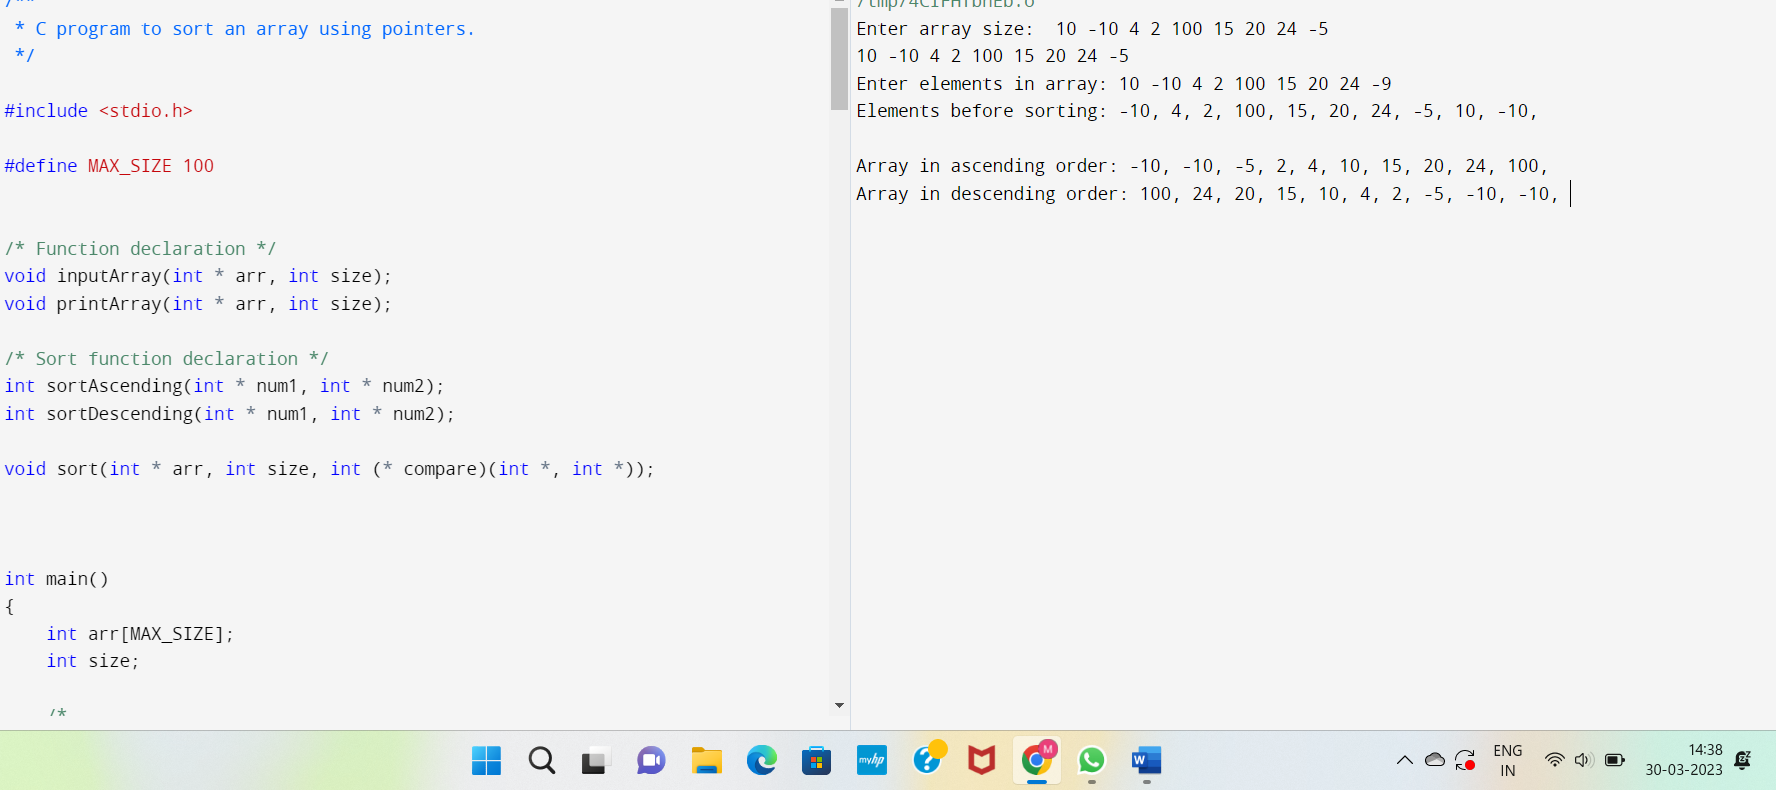 /**
* C program to sort an array using pointers.
*/
#include <stdio.h>
#define MAX_SIZE 100
/* Function declaration */
void inputArray(int * arr, int size);
void printArray(int * arr, int size);
/* Sort function declaration */
int sortAscending(int * num1, int * num2);
int sortDescending(int * num1, int * num2);
void sort(int * arr, int size, int (* compare)(int *, int *));
int main()
{
int arr[MAX_SIZE];
int size;
/*
Enter array size:  10 -10 4 2 100 15 20 24 -5
10 -10 4 2 100 15 20 24 -5
Enter elements in array: 10 -10 4 2 100 15 20 24 -9
Elements before sorting: -10, 4, 2, 100, 15, 20, 24, -5, 10, -10,
Array in ascending order: -10, -10, -5, 2, 4, 10, 15, 20, 24, 100,
Array in descending order: 100, 24, 20, 15, 10, 4, 2, -5, -10, -10,
myhp
?
M
W
ENG
IN
14:38
30-03-2023